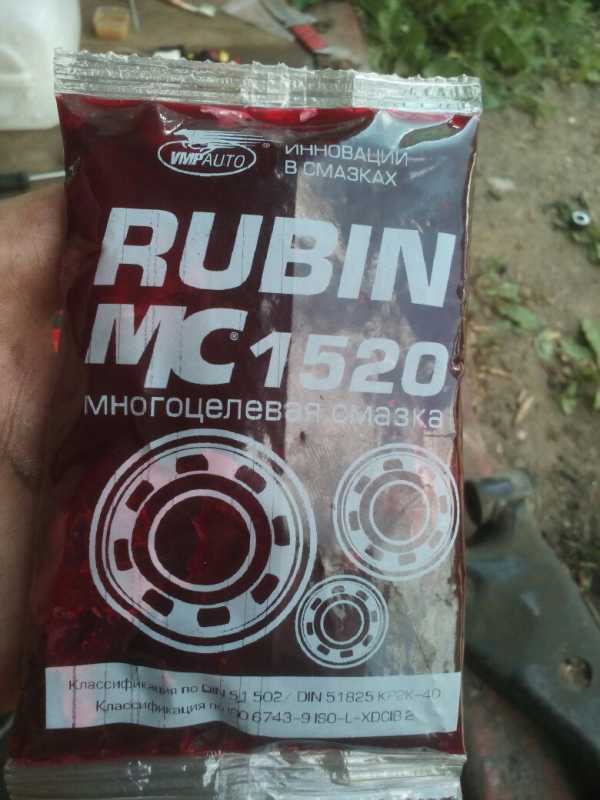 VMPAUTO®
ИННОВАЦИИ
В СМАЗКАХ
RUBIN
МС® 1520
многоцелевая смазка
Классификация по DIN 51 502 / DIN 51825 KP2K-40
Классификация по ISO 6743-9 ISO-L-XDCIB 2